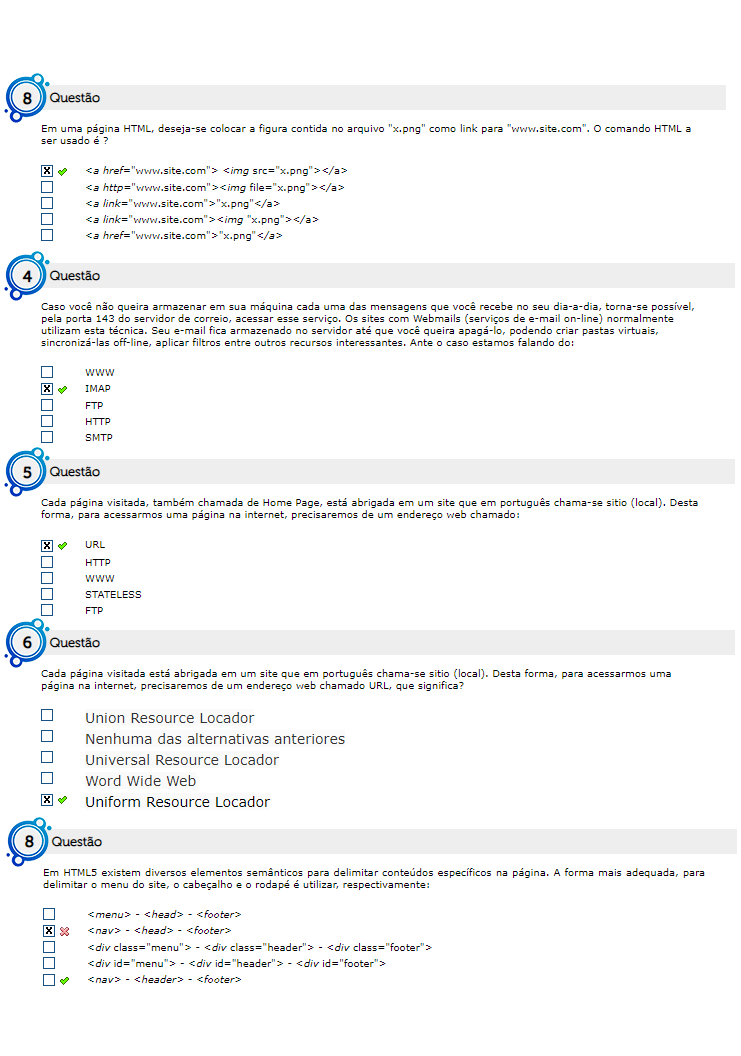 8 Questão
Em uma página HTML, deseja-se colocar a figura contida no arquivo "x.png" como link para "www.site.com". O comando HTML a
ser usado é ?
X <a href="www.site.com"> <img src="x.png"></a>
<a http="www.site.com"><img file="x.png"></a>
<a link="www.site.com">"x.png"</a>
<a link="www.site.com"><img "x.png"></a>
<a href="www.site.com">"x.png"</a>
4 Questão
Caso você não queira armazenar em sua máquina cada uma das mensagens que você recebe no seu dia-a-dia, torna-se possível,
pela porta 143 do servidor de correio, acessar esse serviço. Os sites com Webmails (serviços de e-mail on-line) normalmente
utilizam esta técnica. Seu e-mail fica armazenado no servidor até que você queira apagá-lo, podendo criar pastas virtuais,
sincronizá-las off-line, aplicar filtros entre outros recursos interessantes. Ante o caso estamos falando do:
WWW
X IMAP
FTP
HTTP
SMTP
5 Questão
Cada página visitada, também chamada de Home Page, está abrigada em um site que em português chama-se sitio (local). Desta
forma, para acessarmos uma página na internet, precisaremos de um endereço web chamado:
X URL
HTTP
WWW
STATELESS
FTP
6 Questão
Cada página visitada está abrigada em um site que em português chama-se sitio (local). Desta forma, para acessarmos uma
página na internet, precisaremos de um endereço web chamado URL, que significa?
Union Resource Locador
Nenhuma das alternativas anteriores
Universal Resource Locador
Word Wide Web
X Uniform Resource Locador
8 Questão
Em HTML5 existem diversos elementos semânticos para delimitar conteúdos específicos na página. A forma mais adequada, para
delimitar o menu do site, o cabeçalho e o rodapé é utilizar, respectivamente:
<menu> - <head> - <footer>
X <nav> - <head> - <footer>
<div class="menu"> - <div class="header"> - <div class="footer">
<div id="menu"> - <div id="header"> - <div id="footer">
<nav> - <header> - <footer>